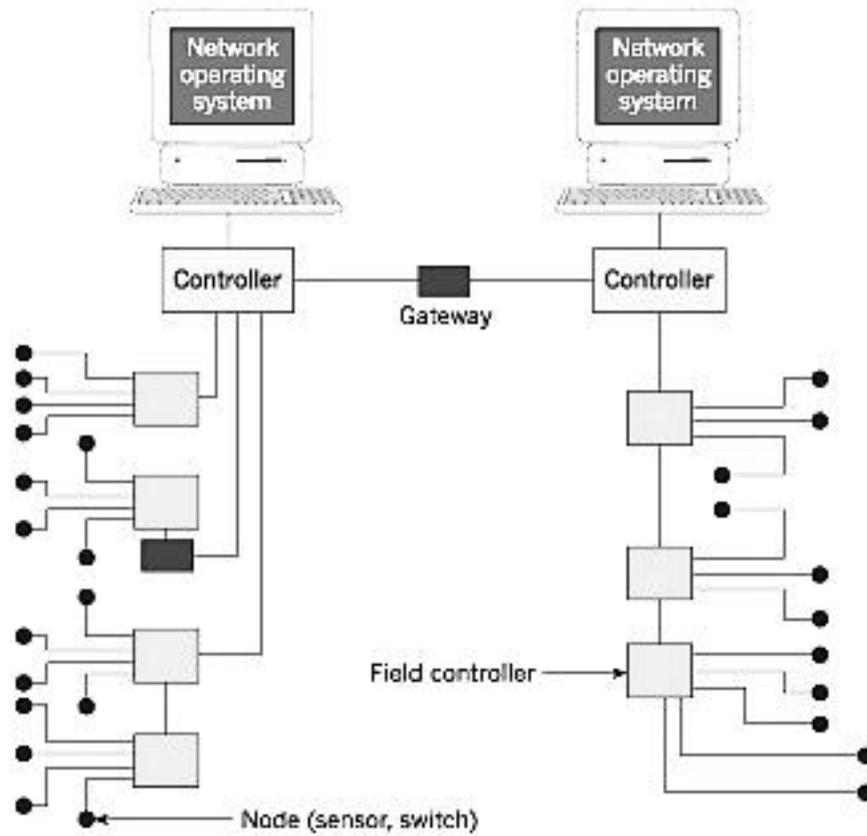 Network
operating
system
Network
operating
system
Controller
Controller
Gateway
Field controller
Node (sensor, switch)